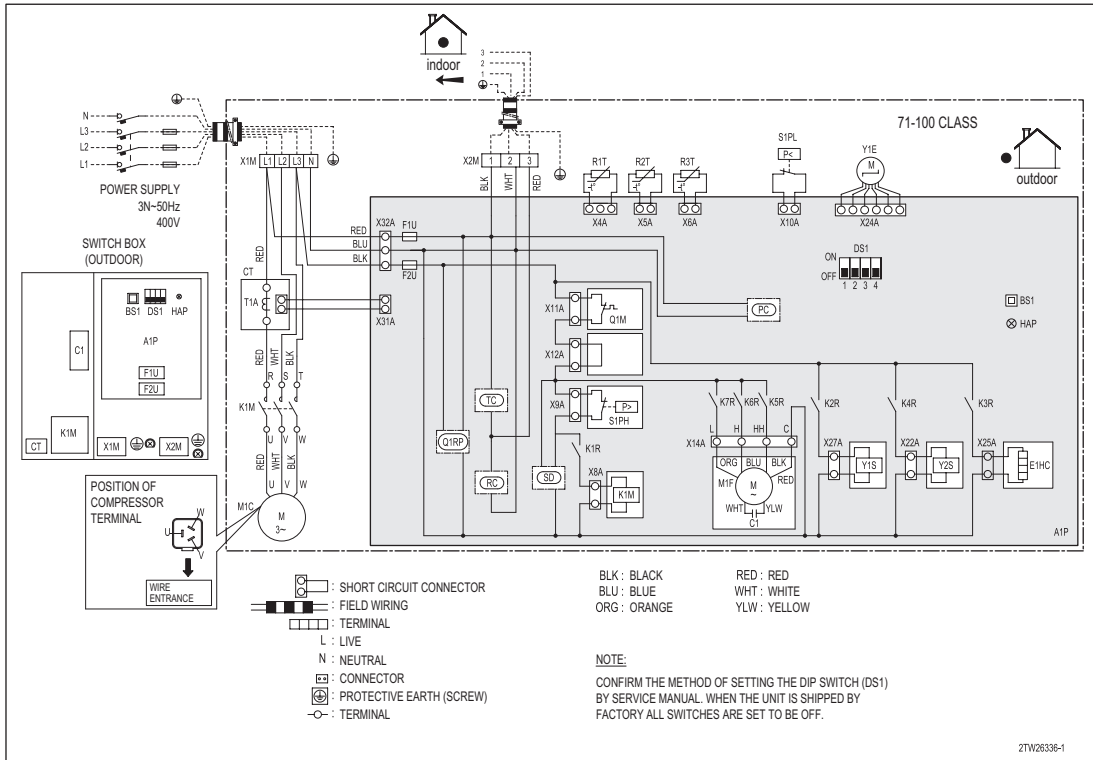 indoor
3
2
1
N
L3
L2
L1
POWER SUPPLY
3N~50Hz
400V
X1M
L1 L2 L3 N
X2M
1 2 3
BLK
WHT
RED
71-100 CLASS
outdoor
R1T
t°
X4A
R2T
t°
X5A
R3T
t°
X6A
S1PL
P<
X10A
Y1E
M
X24A
SWITCH BOX
(OUTDOOR)
BS1
DS1
HAP
A1P
F1U
F2U
C1
CT
K1M
X1M
X2M
POSITION OF
COMPRESSOR
TERMINAL
U
W
V
WIRE
ENTRANCE
RED
CT
T1A
RED
WHT
BLK
R S T
K1M
U V W
RED
WHT
BLK
U V W
M1C
M
3~
X32A
RED
BLU
BLK
F1U
F2U
X31A
TC
Q1RP
RC
SD
X11A
Q1M
X12A
X9A
P>
S1PH
K1R
X8A
K1M
PC
DS1
ON
OFF
1 2 3 4
BS1
HAP
K7R
K6R
K5R
L H HH C
X14A
ORG
BLU
BLK
RED
M1F
M
~
WHT
YLW
C1
K2R
X27A
Y1S
K4R
X22A
Y2S
K3R
X25A
E1HC
A1P
: SHORT CIRCUIT CONNECTOR
: FIELD WIRING
: TERMINAL
L : LIVE
N : NEUTRAL
: CONNECTOR
: PROTECTIVE EARTH (SCREW)
: TERMINAL
BLK : BLACK
BLU : BLUE
ORG : ORANGE
RED : RED
WHT : WHITE
YLW : YELLOW
NOTE:
CONFIRM THE METHOD OF SETTING THE DIP SWITCH (DS1)
BY SERVICE MANUAL. WHEN THE UNIT IS SHIPPED BY
FACTORY ALL SWITCHES ARE SET TO BE OFF.
2TW26336-1